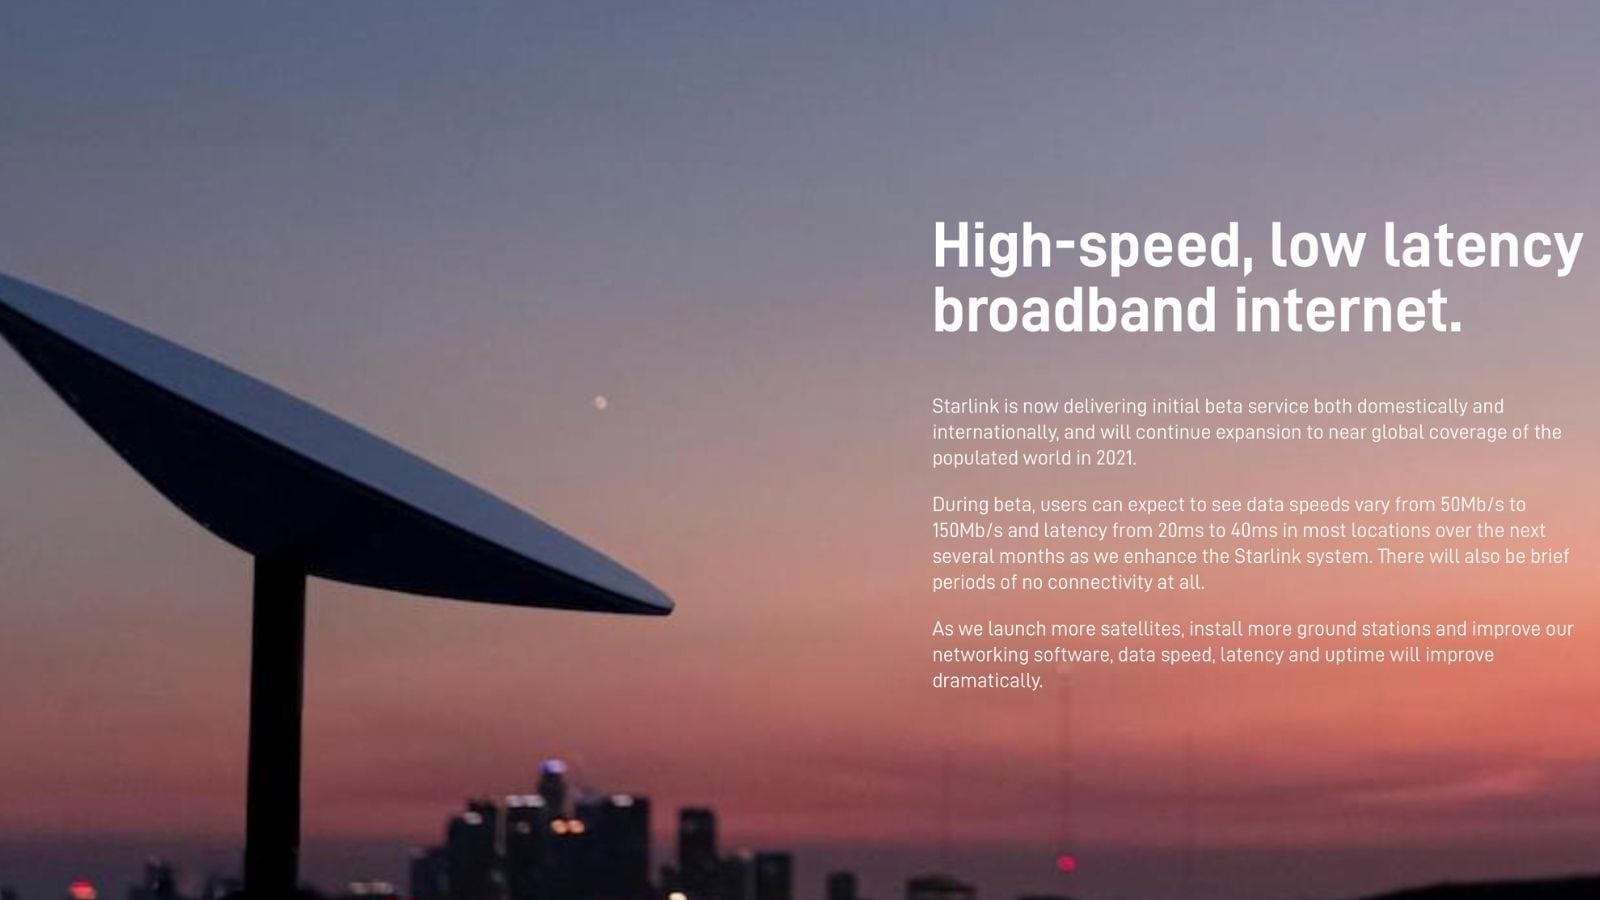 High-speed, low latency
broadband internet.
Starlink is now delivering initial beta service both domestically and
internationally, and will continue expansion to near global coverage of the
populated world in 2021.
During beta, users can expect to see data speeds vary from 50Mb/s to
150Mb/s and latency from 20ms to 40ms in most locations over the next
several months as we enhance the Starlink system. There will also be brief
periods of no connectivity at all.
As we launch more satellites, install more ground stations and improve our
networking software, data speed, latency and uptime will improve
dramatically.